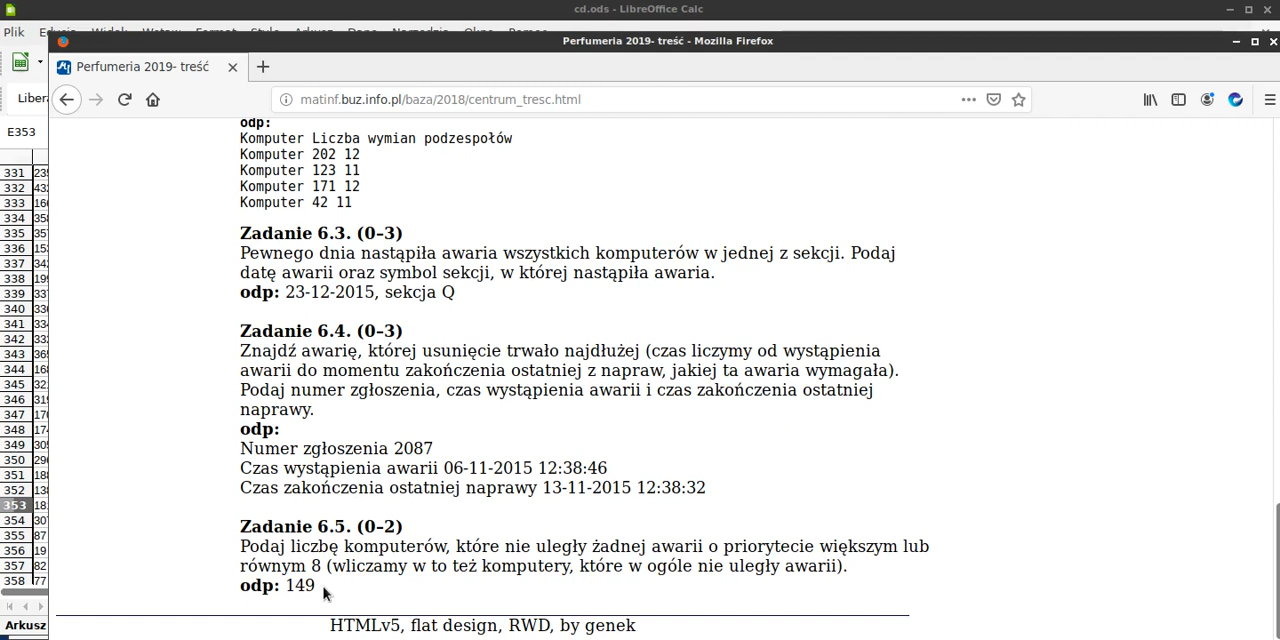 cd.ods - LibreOffice Calc
Plik
Perfumeria 2019- treść - Mozilla Firefox
Perfumeria 2019- treść
matinf.buz.info.pl/baza/2018/centrum_tresc.html
E353
odp:
Komputer Liczba wymian podzespołów
Komputer 202 12
Komputer 123 11
Komputer 171 12
Komputer 42 11
Zadanie 6.3. (0–3)
Pewnego dnia nastąpiła awaria wszystkich komputerów w jednej z sekcji. Podaj
datę awarii oraz symbol sekcji, w której nastąpiła awaria.
odp: 23-12-2015, sekcja Q
Zadanie 6.4. (0–3)
Znajdź awarię, której usunięcie trwało najdłużej (czas liczymy od wystąpienia
awarii do momentu zakończenia ostatniej z napraw, jakiej ta awaria wymagała).
Podaj numer zgłoszenia, czas wystąpienia awarii i czas zakończenia ostatniej
naprawy.
odp:
Numer zgłoszenia 2087
Czas wystąpienia awarii 06-11-2015 12:38:46
Czas zakończenia ostatniej naprawy 13-11-2015 12:38:32
Zadanie 6.5. (0–2)
Podaj liczbę komputerów, które nie uległy żadnej awarii o priorytecie większym lub
równym 8 (wliczamy w to też komputery, które w ogóle nie uległy awarii).
odp: 149
HTMLv5, flat design, RWD, by genek
331
332
333
334
335
336
337
338
339
340
341
342
343
344
345
346
347
348
349
350
351
352
353
354
355 87
356 19
357 82
358 77
Arkusz